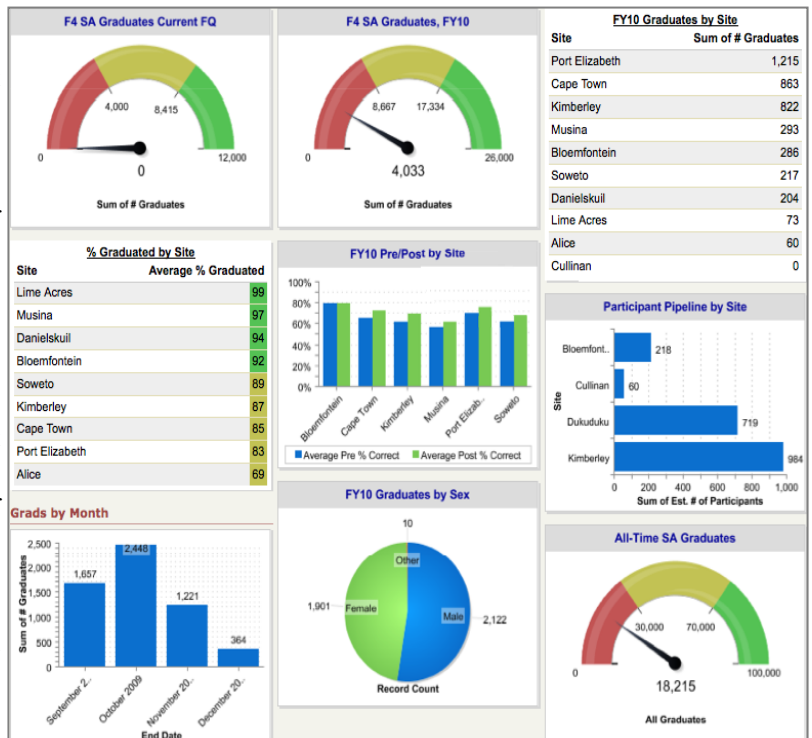 F4 SA Graduates Current FQ
4,000
8,415
0
12,000
0
Sum of # Graduates
F4 SA Graduates, FY10
8,667
17,334
0
26,000
4,033
Sum of # Graduates
FY10 Graduates by Site
Site Sum of # Graduates
Port Elizabeth 1,215
Cape Town 863
Kimberley 822
Musina 293
Bloemfontein 286
Soweto 217
Danielskuil 204
Lime Acres 73
Alice 60
Cullinan 0
% Graduated by Site
Site Average % Graduated
Lime Acres 99
Musina 97
Danielskuil 94
Bloemfontein 92
Soweto 89
Kimberley 87
Cape Town 85
Port Elizabeth 83
Alice 69
FY10 Pre/Post by Site
100%
80%
60%
40%
20%
0%
Bloemfontein
Cape Town
Kimberley
Musina
Port Elizab..
Soweto
Average Pre % Correct Average Post % Correct
Participant Pipeline by Site
Site
Bloemfont.. 218
Cullinan 60
Dukuduku 719
Kimberley 984
0 200 400 600 800 1,000
Sum of Est. # of Participants
Grads by Month
Sum of # Graduates
2,500
2,000
1,500
1,000
500
0
1,657
2,448
1,221
364
September 2..
October 2009
November 20..
December 20..
End Date
FY10 Graduates by Sex
10
Other
1,901 Female
Male 2,122
Record Count
All-Time SA Graduates
30,000
70,000
0
100,000
18,215
All Graduates